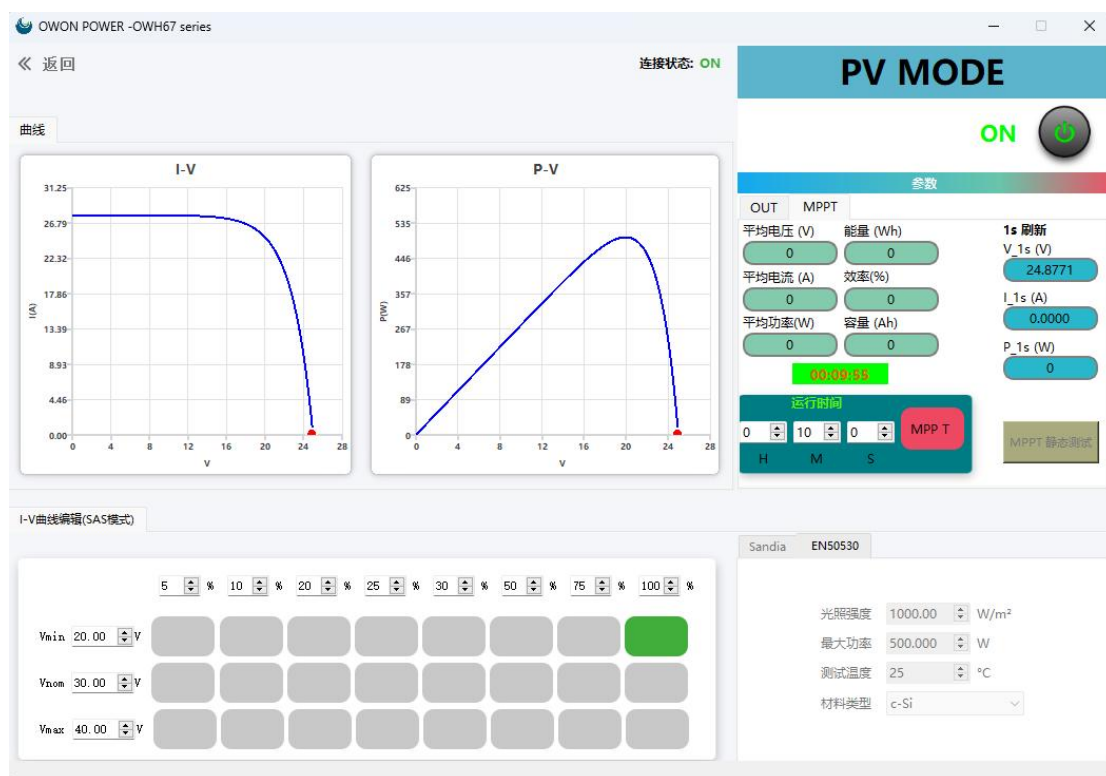 OWON POWER -OWH67 series
返回
连接状态: ON
曲线
I-V
31.25
26.79
22.32
17.86
13.39
8.93
4.46
0.00
I(A)
0 4 8 12 16 20 24 28
V
P-V
625
535
446
357
267
178
89
0
P(W)
0 4 8 12 16 20 24 28
V
PV MODE
ON
参数
OUT MPPT
平均电压 (V) 能量 (Wh) 1s 刷新
0 0 V_1s (V)
24.8771
平均电流 (A) 效率(%)
0 0 I_1s (A)
0.0000
平均功率(W) 容量 (Ah)
0 0 P_1s (W)
0
00:09:55
运行时间
0 10 0 MPP T
H M S
MPPT 静态测试
I-V曲线编辑(SAS模式)
5 % 10 % 20 % 25 % 30 % 50 % 75 % 100 %
Vmin 20.00 V
Vnom 30.00 V
Vmax 40.00 V
Sandia EN50530
光照强度 1000.00 W/m²
最大功率 500.000 W
测试温度 25 °C
材料类型 c-Si